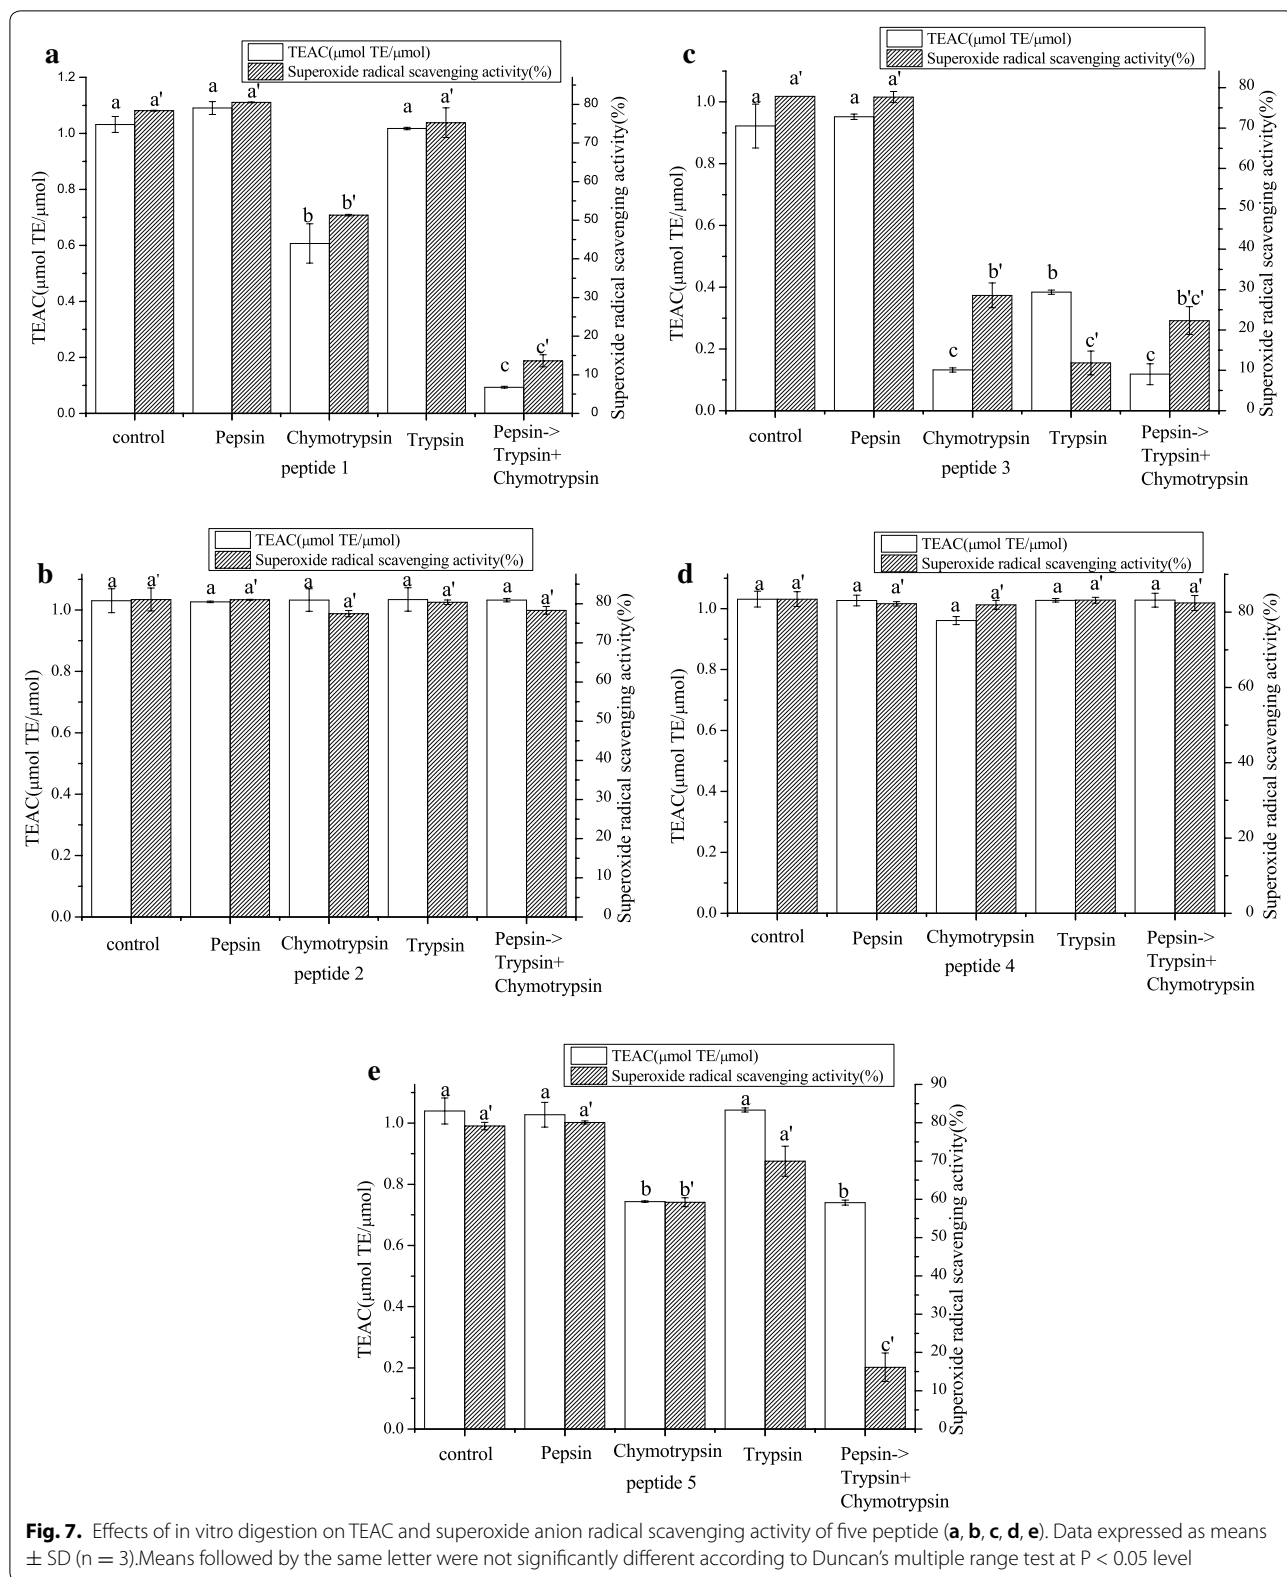 a
TEAC(μmol TE/μmol)
Superoxide radical scavenging activity(%)
1.2
1.0
0.8
0.6
0.4
0.2
0.0
TEAC(μmol TE/μmol)
a a' a a' b b' a a' c c'
80
70
60
50
40
30
20
10
0
Superoxide radical scavenging activity(%)
control Pepsin Chymotrypsin Trypsin Pepsin->
Trypsin+
Chymotrypsin
peptide 1
c
TEAC(μmol TE/μmol)
Superoxide radical scavenging activity(%)
1.0
0.8
0.6
0.4
0.2
0.0
TEAC(μmol TE/μmol)
a a' a a' c b' b c' c b'c'
80
70
60
50
40
30
20
10
0
Superoxide radical scavenging activity(%)
control Pepsin Chymotrypsin Trypsin Pepsin->
Trypsin+
Chymotrypsin
peptide 3
b
TEAC(μmol TE/μmol)
Superoxide radical scavenging activity(%)
1.0
0.8
0.6
0.4
0.2
0.0
TEAC(μmol TE/μmol)
a a' a a' a a' a a' a a'
80
70
60
50
40
30
20
10
0
Superoxide radical scavenging activity(%)
control Pepsin Chymotrypsin Trypsin Pepsin->
Trypsin+
Chymotrypsin
peptide 2
d
TEAC(μmol TE/μmol)
Superoxide radical scavenging activity(%)
1.0
0.8
0.6
0.4
0.2
0.0
TEAC(μmol TE/μmol)
a a' a a' a a' a a' a a'
80
60
40
20
0
Superoxide radical scavenging activity(%)
control Pepsin Chymotrypsin Trypsin Pepsin->
Trypsin+
Chymotrypsin
peptide 4
e
TEAC(μmol TE/μmol)
Superoxide radical scavenging activity(%)
1.0
0.8
0.6
0.4
0.2
0.0
TEAC(μmol TE/μmol)
a a' a a' b b' a a' b c'
90
80
70
60
50
40
30
20
10
0
Superoxide radical scavenging activity(%)
control Pepsin Chymotrypsin Trypsin Pepsin->
Trypsin+
Chymotrypsin
peptide 5
Fig. 7. Effects of in vitro digestion on TEAC and superoxide anion radical scavenging activity of five peptide (a, b, c, d, e). Data expressed as means
± SD (n = 3).Means followed by the same letter were not significantly different according to Duncan's multiple range test at P < 0.05 level